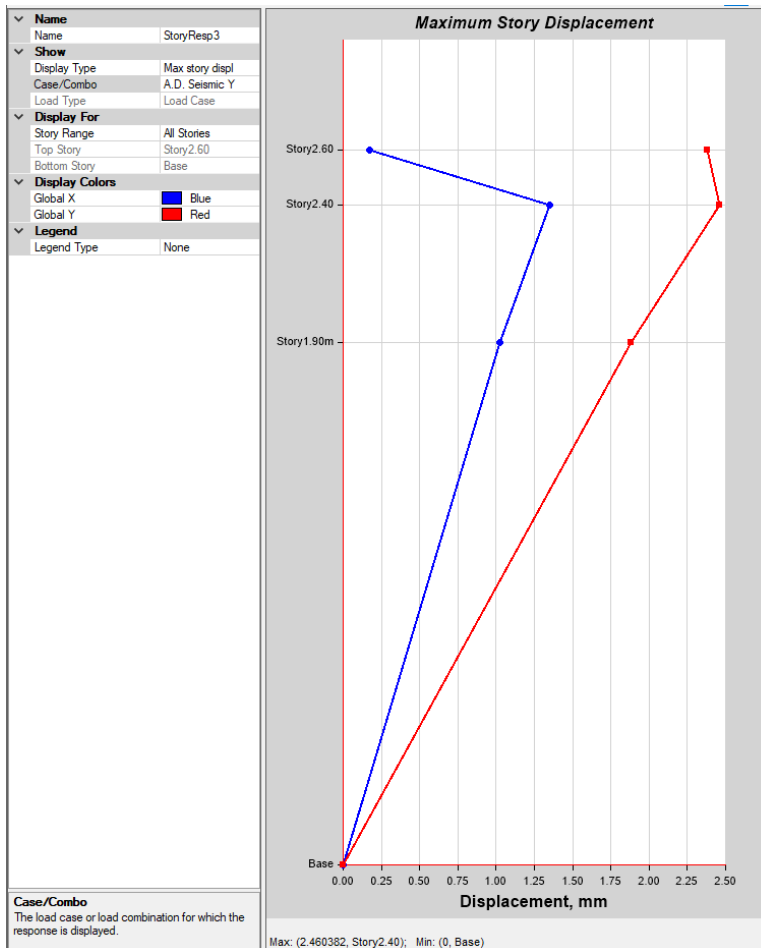 Name
Name StoryResp3
Show
Display Type Max story displ
Case/Combo A.D. Seismic Y
Load Type Load Case
Display For
Story Range All Stories
Top Story Story2.60
Bottom Story Base
Display Colors
Global X Blue
Global Y Red
Legend
Legend Type None
Case/Combo
The load case or load combination for which the
response is displayed.
Maximum Story Displacement
Story2.60
Story2.40
Story1.90m
Base
0.00 0.25 0.50 0.75 1.00 1.25 1.50 1.75 2.00 2.25 2.50
Displacement, mm
Max: (2.460382, Story2.40); Min: (0, Base)